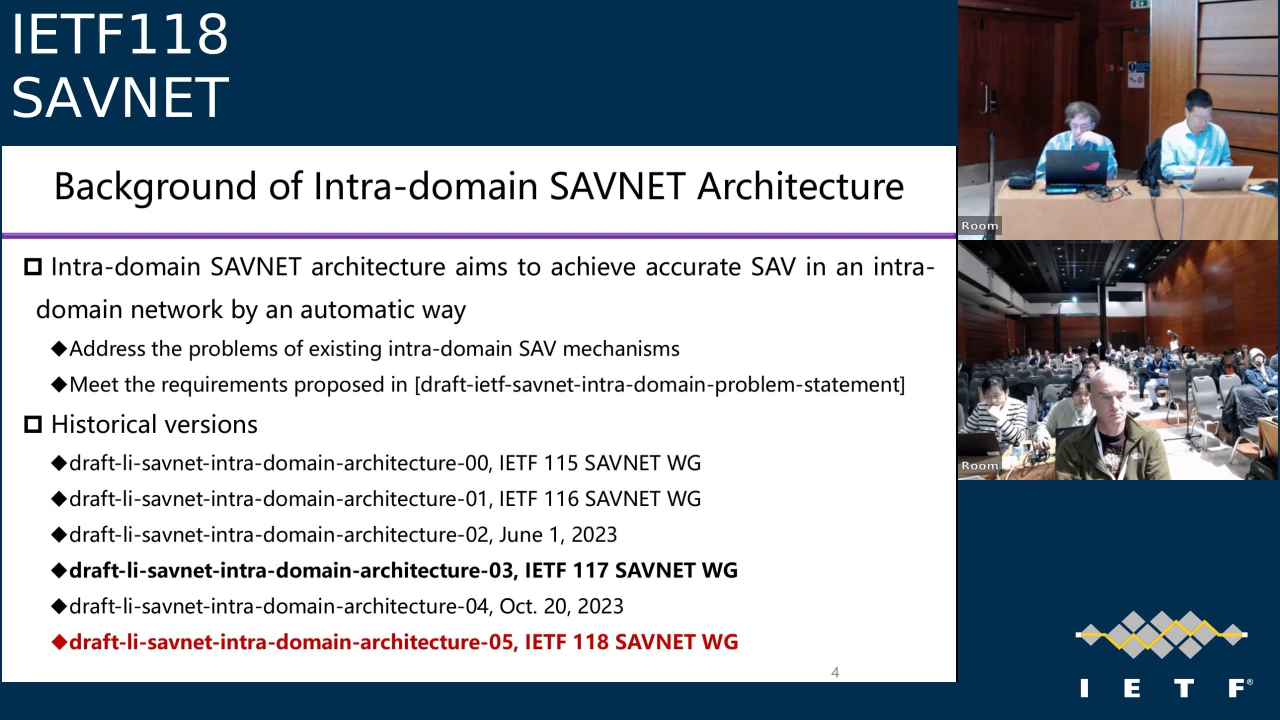 IETF118
SAVNET
Background of Intra-domain SAVNET Architecture
Intra-domain SAVNET architecture aims to achieve accurate SAV in an intra-
domain network by an automatic way
◆Address the problems of existing intra-domain SAV mechanisms
◆Meet the requirements proposed in [draft-ietf-savnet-intra-domain-problem-statement]
Historical versions
◆draft-li-savnet-intra-domain-architecture-00, IETF 115 SAVNET WG
◆draft-li-savnet-intra-domain-architecture-01, IETF 116 SAVNET WG
◆draft-li-savnet-intra-domain-architecture-02, June 1, 2023
◆draft-li-savnet-intra-domain-architecture-03, IETF 117 SAVNET WG
◆draft-li-savnet-intra-domain-architecture-04, Oct. 20, 2023
◆draft-li-savnet-intra-domain-architecture-05, IETF 118 SAVNET WG
4
Room
Room
I E T F®